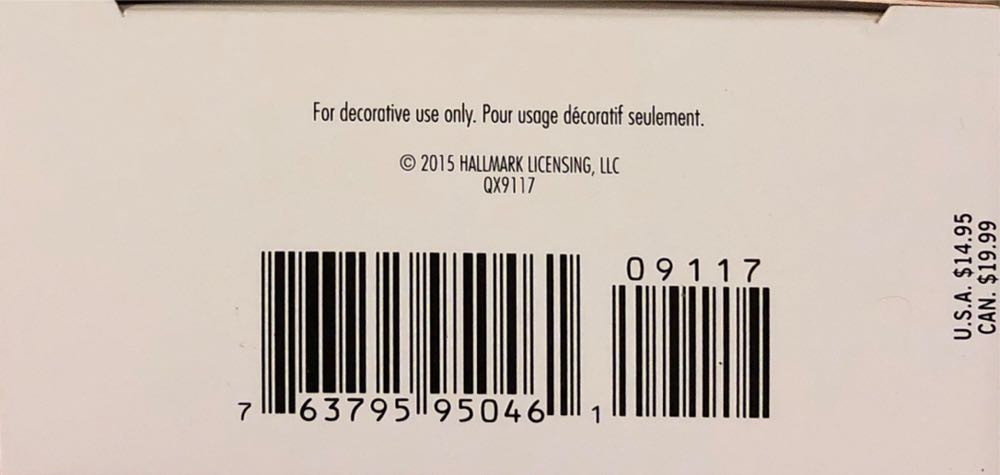 For decorative use only. Pour usage décoratif seulement.
© 2015 HALLMARK LICENSING, LLC
QX9117
09117
7 63795 95046 1
U.S.A. $14.95
CAN. $19.99